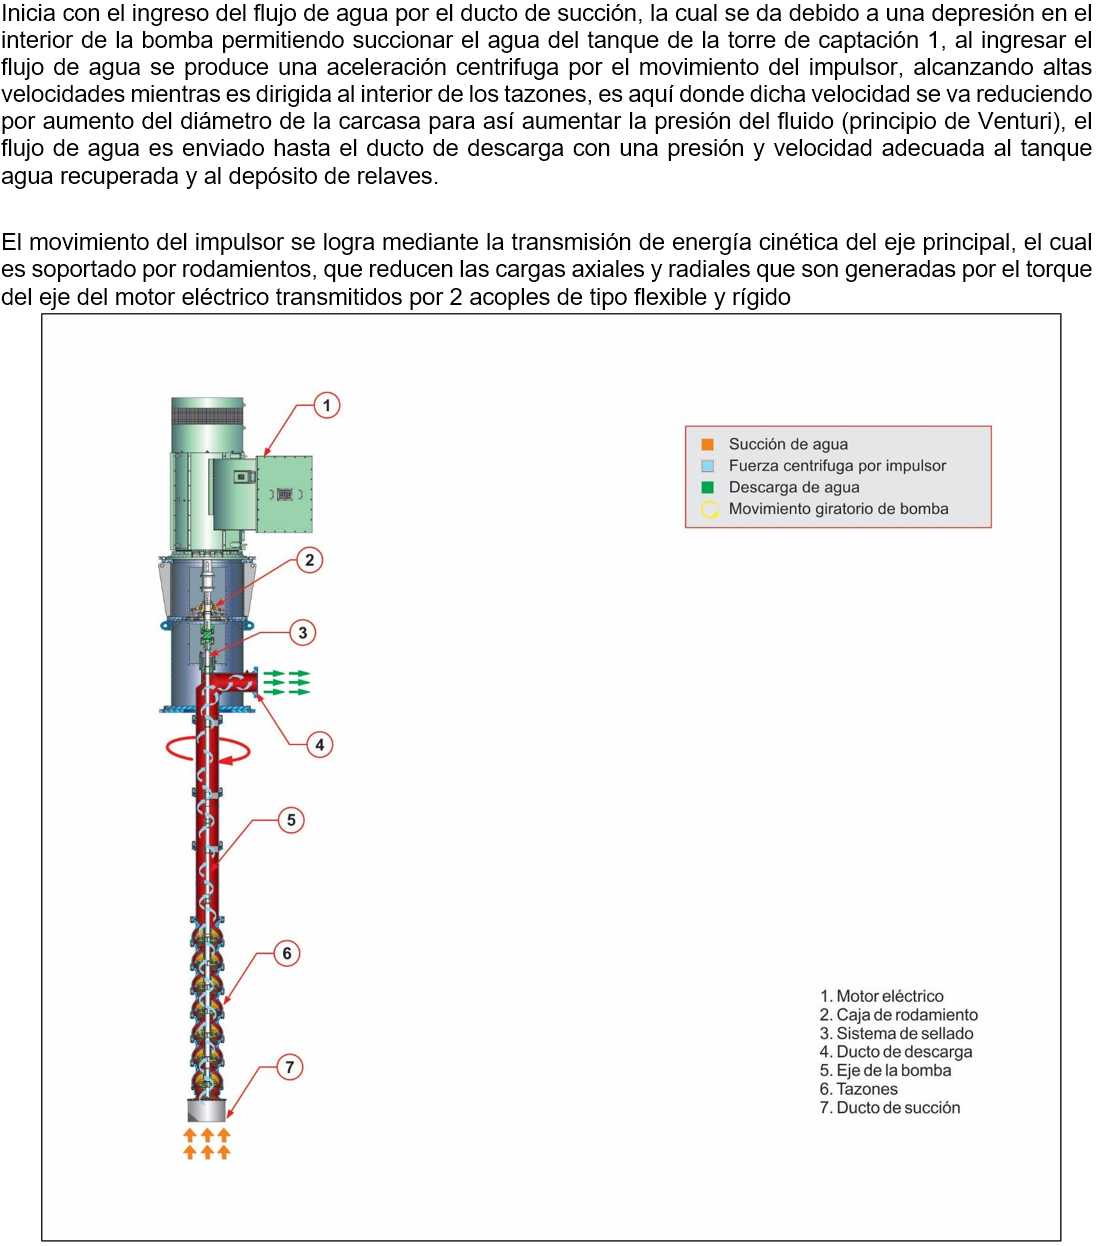 Inicia con el ingreso del flujo de agua por el ducto de succión, la cual se da debido a una depresión en el
interior de la bomba permitiendo succionar el agua del tanque de la torre de captación 1, al ingresar el
flujo de agua se produce una aceleración centrifuga por el movimiento del impulsor, alcanzando altas
velocidades mientras es dirigida al interior de los tazones, es aquí donde dicha velocidad se va reduciendo
por aumento del diámetro de la carcasa para así aumentar la presión del fluido (principio de Venturi), el
flujo de agua es enviado hasta el ducto de descarga con una presión y velocidad adecuada al tanque
agua recuperada y al depósito de relaves.
El movimiento del impulsor se logra mediante la transmisión de energía cinética del eje principal, el cual
es soportado por rodamientos, que reducen las cargas axiales y radiales que son generadas por el torque
del eje del motor eléctrico transmitidos por 2 acoples de tipo flexible y rígido
1
2
3
4
5
6
7
Succión de agua
Fuerza centrifuga por impulsor
Descarga de agua
Movimiento giratorio de bomba
1. Motor eléctrico
2. Caja de rodamiento
3. Sistema de sellado
4. Ducto de descarga
5. Eje de la bomba
6. Tazones
7. Ducto de succión